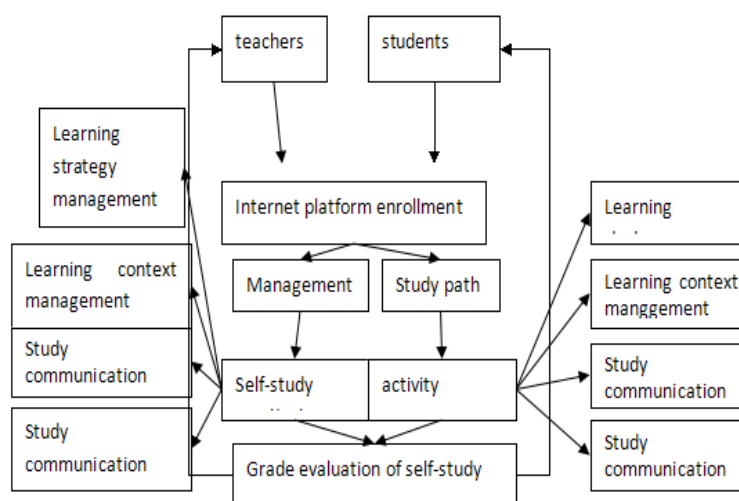 teachers
students
Learning
strategy
management
Internet platform enrollment
Learning
Learning context
management
Management
Study path
Learning context
manggement
Study
communication
Self-study
activity
Study
communication
Study
communication
Grade evaluation of self-study
Study
communication